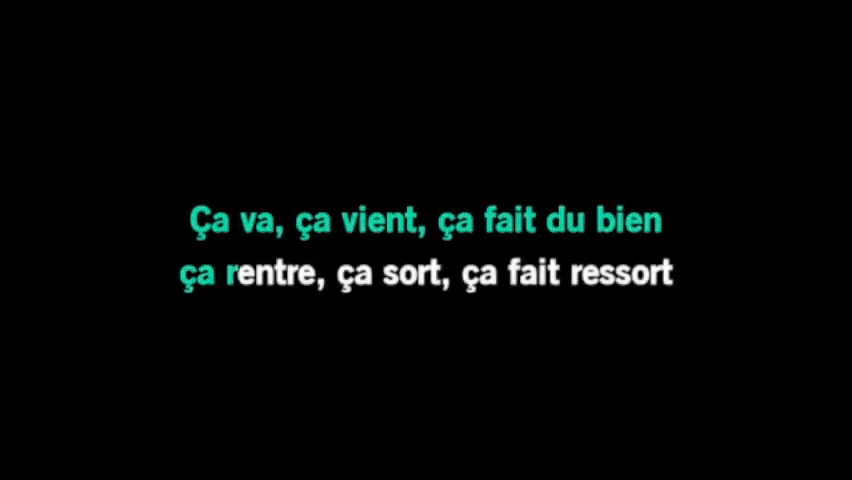 Ça va, ça vient, ça fait du bien
ça rentre, ça sort, ça fait ressort